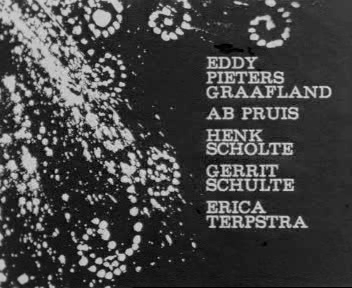 EDDY
PIETERS
GRAAFLAND
AB PRUIS
HENK
SCHOLTE
GERRIT
SCHULTE
ERICA
TERPSTRA